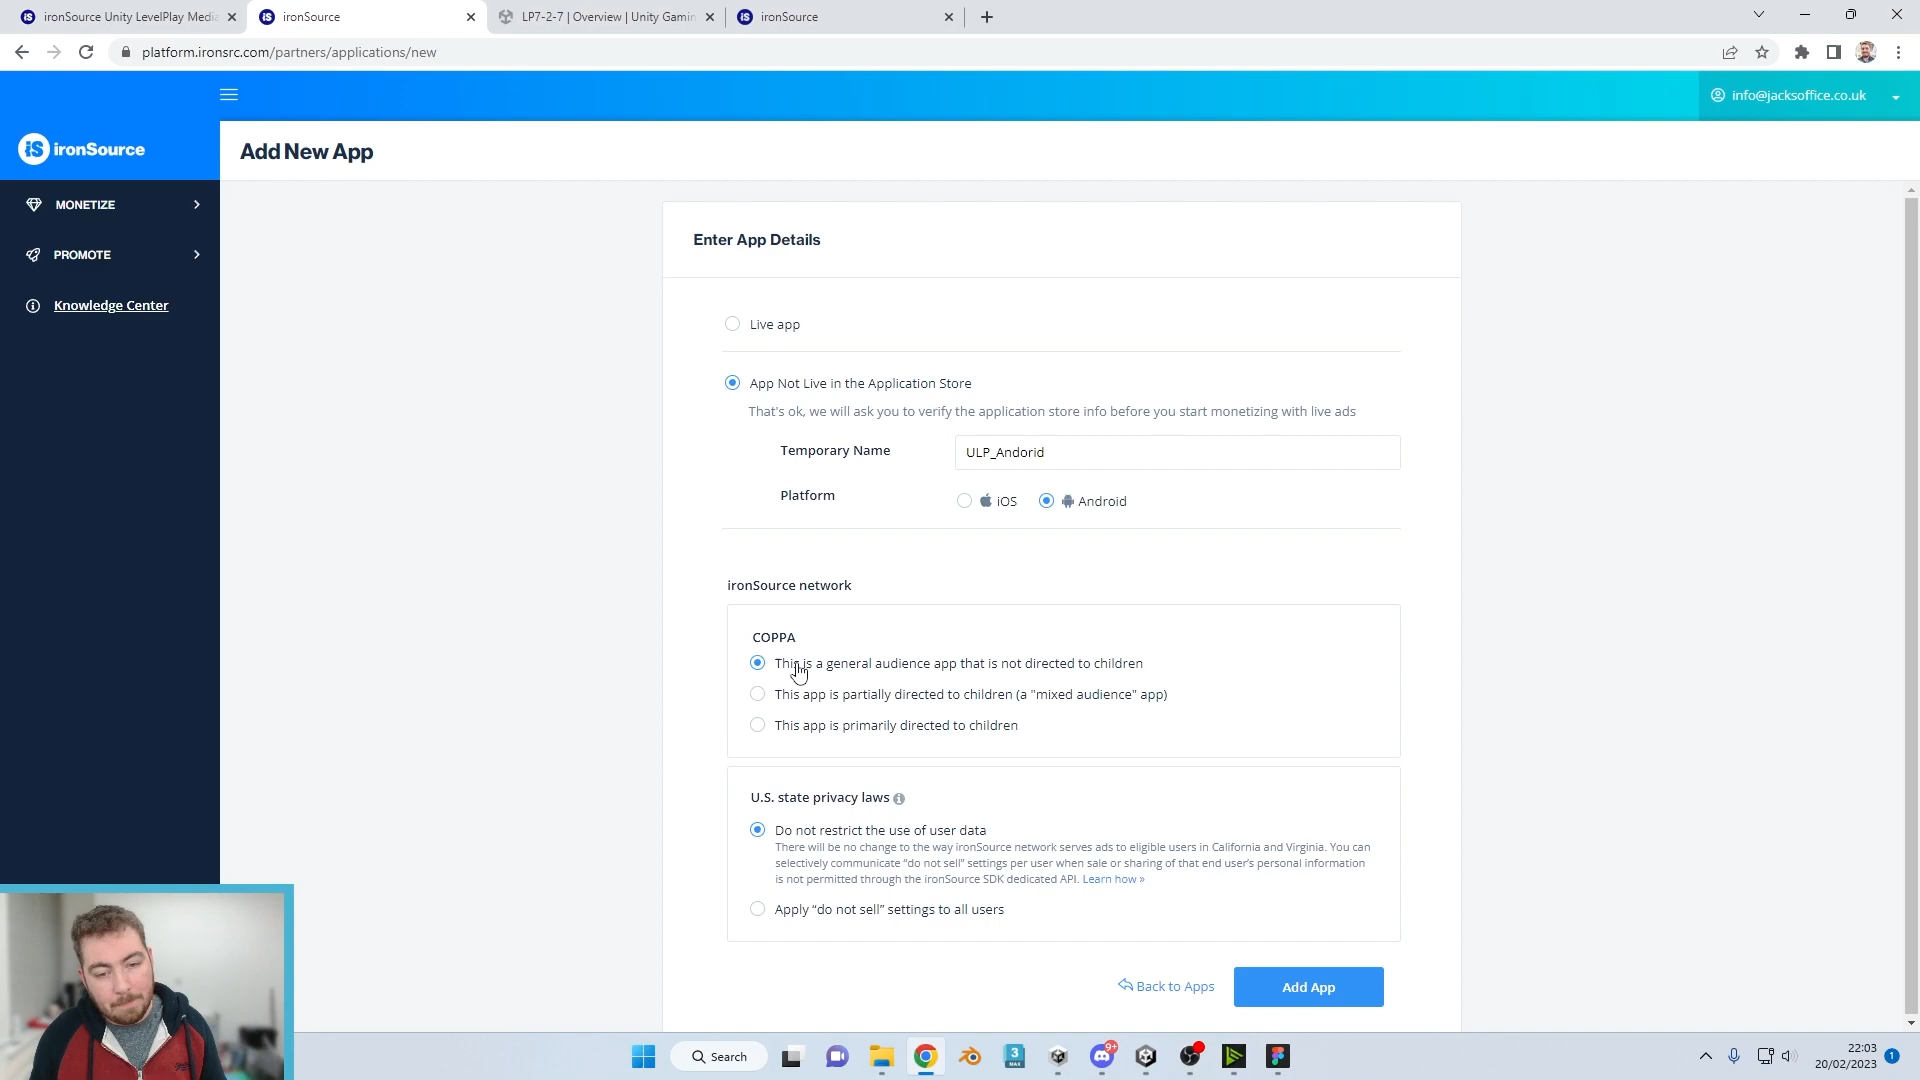 ironSource Unity LevelPlay Media
ironSource
LP7-2-7 | Overview | Unity Gamin
ironSource
platform.ironsrc.com/partners/applications/new
info@jacksoffice.co.uk
iS ironSource
Add New App
MONETIZE
PROMOTE
Knowledge Center
Enter App Details
Live app
App Not Live in the Application Store
That's ok, we will ask you to verify the application store info before you start monetizing with live ads
Temporary Name
ULP_Andorid
Platform
iOS
Android
ironSource network
COPPA
This is a general audience app that is not directed to children
This app is partially directed to children (a "mixed audience" app)
This app is primarily directed to children
U.S. state privacy laws
Do not restrict the use of user data
There will be no change to the way ironSource network serves ads to eligible users in California and Virginia. You can
selectively communicate “do not sell” settings per user when sale or sharing of that end user's personal information
is not permitted through the ironSource SDK dedicated API. Learn how »
Apply “do not sell” settings to all users
Back to Apps
Add App
Search
3
MAX
9+
22:03
20/02/2023
1